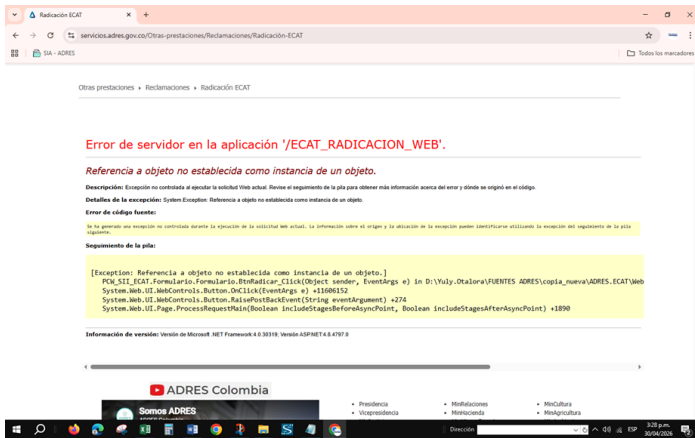 Radicación ECAT
servicios.adres.gov.co/Otras-prestaciones/Reclamaciones/Radicación-ECAT
SIA - ADRES
Todos los marcadores
Otras prestaciones › Reclamaciones › Radicación ECAT
Error de servidor en la aplicación '/ECAT_RADICACION_WEB'.
Referencia a objeto no establecida como instancia de un objeto.
Descripción: Excepción no controlada al ejecutar la solicitud Web actual. Revise el seguimiento de la pila para obtener más información acerca del error y dónde se originó en el código.
Detalles de la excepción: System.Exception: Referencia a objeto no establecida como instancia de un objeto.
Error de código fuente:
Se ha generado una excepción no controlada durante la ejecución de la solicitud Web actual. La información sobre el origen y la ubicación de la excepción pueden identificarse utilizando la excepción del seguimiento de la pila
siguiente.
Seguimiento de la pila:
[Exception: Referencia a objeto no establecida como instancia de un objeto.]
PCW_SII_ECAT.Formulario.Formulario.BtnRadicar_Click(Object sender, EventArgs e) in D:\Yuly.Otalora\FUENTES ADRES\copia_nueva\ADRES.ECAT\Web
System.Web.UI.WebControls.Button.OnClick(EventArgs e) +11606152
System.Web.UI.WebControls.Button.RaisePostBackEvent(String eventArgument) +274
System.Web.UI.Page.ProcessRequestMain(Boolean includeStagesBeforeAsyncPoint, Boolean includeStagesAfterAsyncPoint) +1890
Información de versión: Versión de Microsoft .NET Framework:4.0.30319; Versión ASP.NET:4.8.4797.0
ADRES Colombia
Somos ADRES
• Presidencia
• Vicepresidencia
• MinRelaciones
• MinHacienda
• MinCultura
• MinAgricultura
Dirección
ESP
3:28 p.m.
30/04/2026